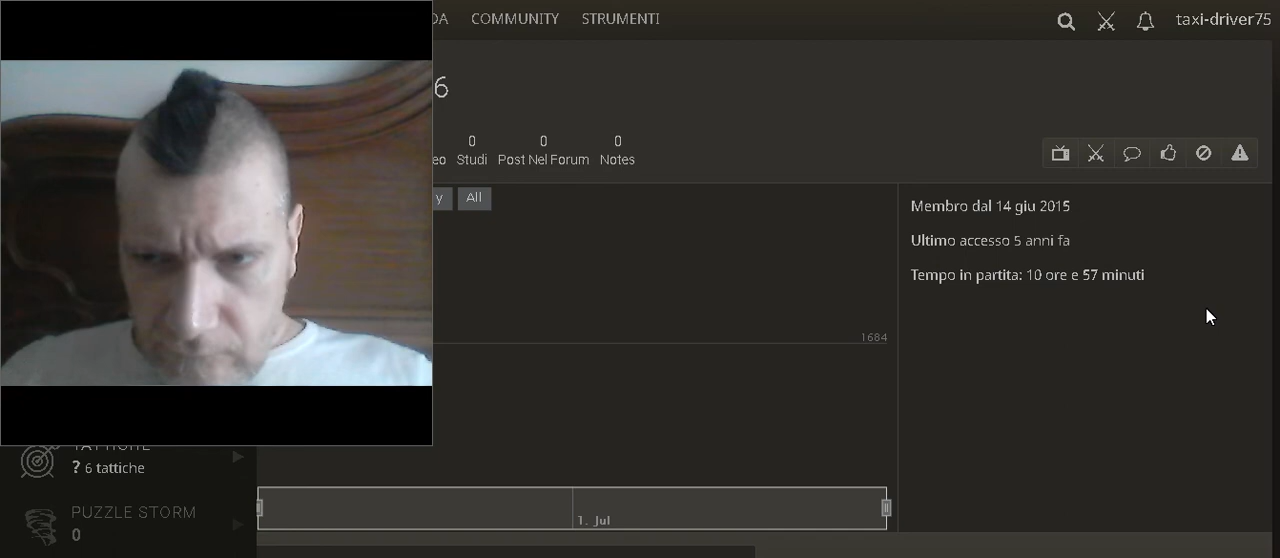 COMMUNITY STRUMENTI taxi-driver75
6
0 0 0
Studi Post Nel Forum Notes
All
Membro dal 14 giu 2015
Ultimo accesso 5 anni fa
Tempo in partita: 10 ore e 57 minuti
1684
TATTICHE
? 6 tattiche
PUZZLE STORM
0
1. Jul